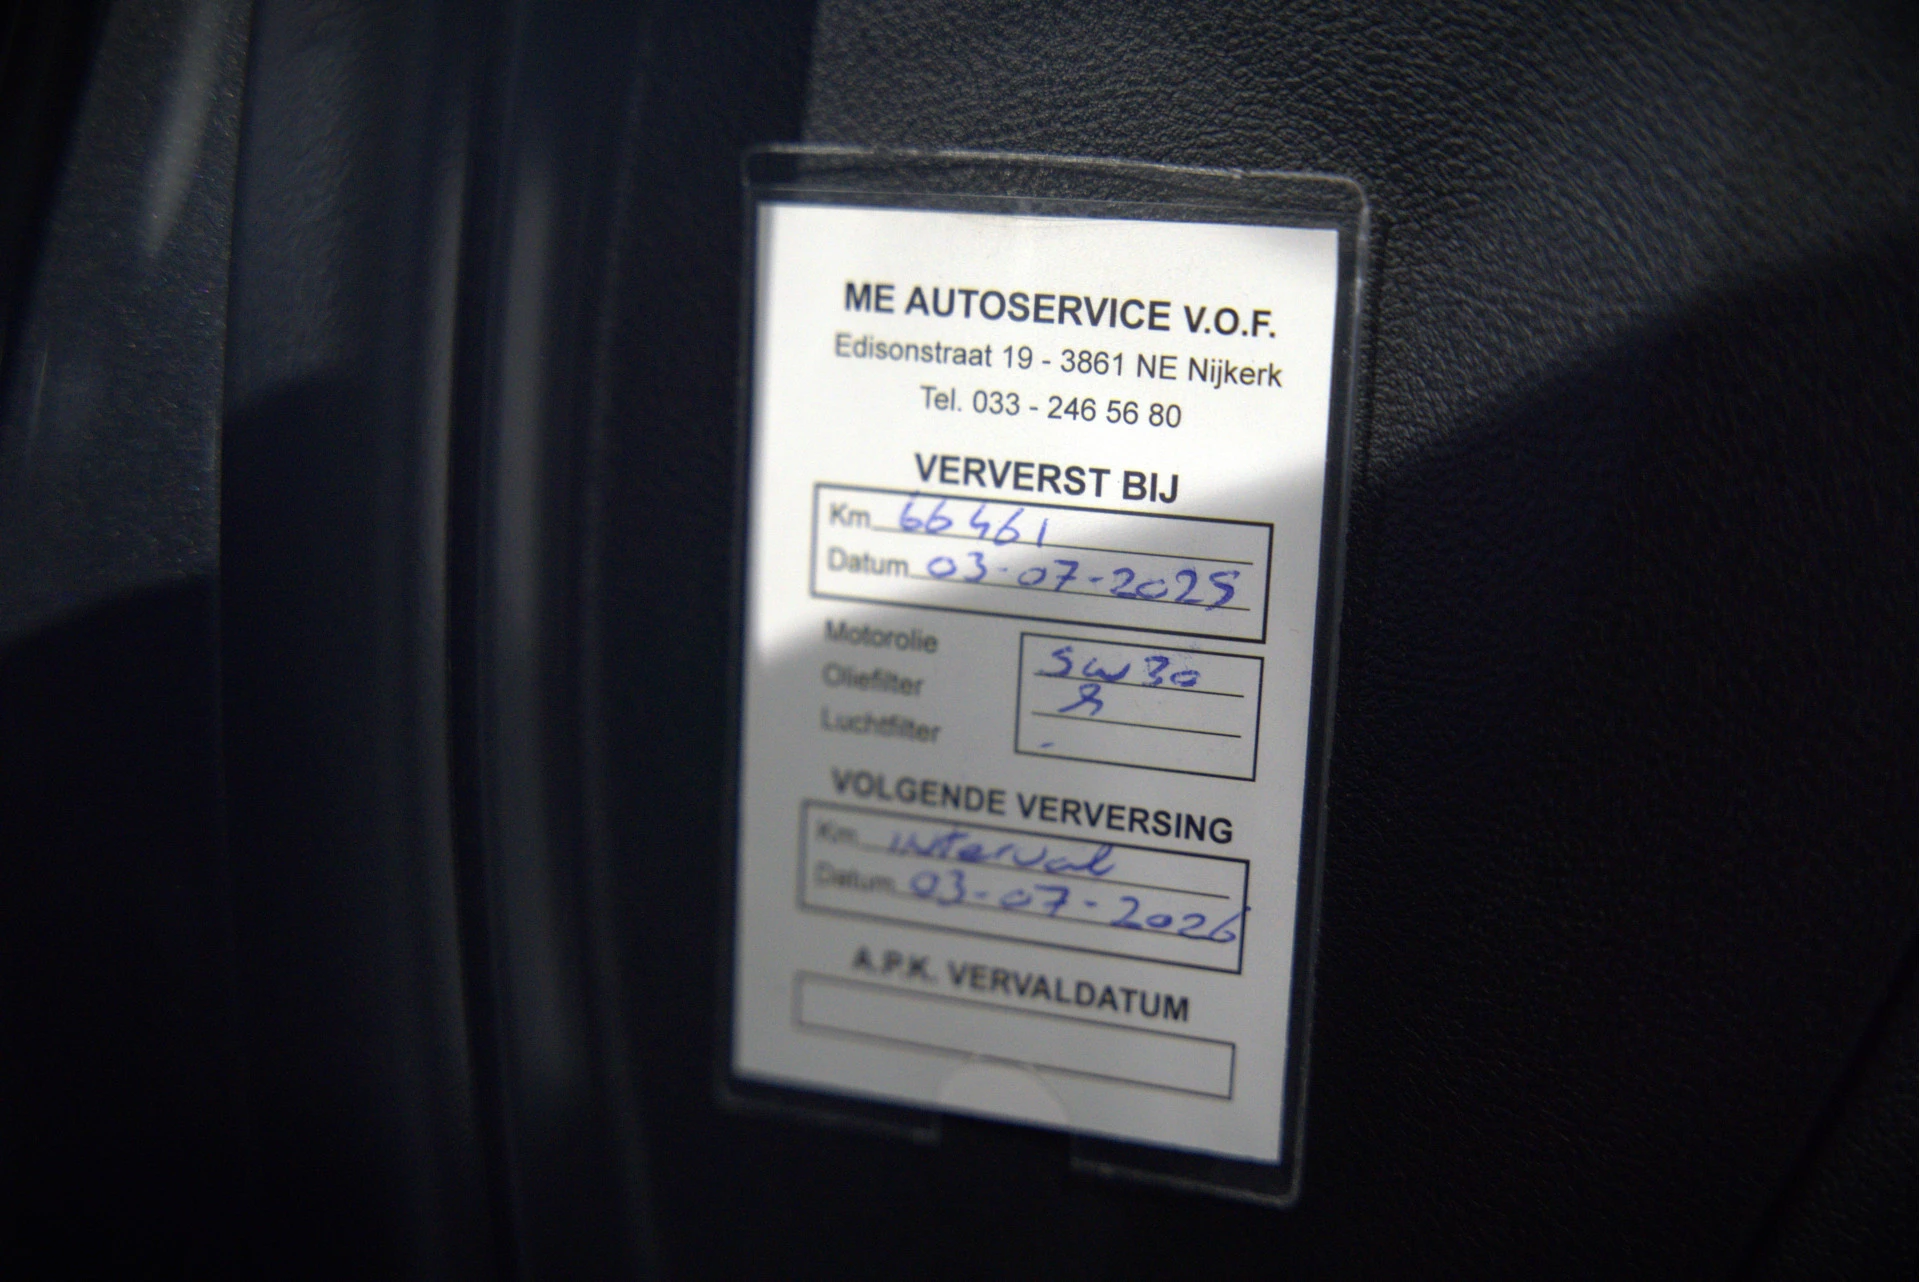 ME AUTOSERVICE V.O.F.
Edisonstraat 19 - 3861 NE Nijkerk
Tel. 033 - 246 56 80
VERVERST BIJ
Km 66461
Datum 03-07-2025
Motorolie 5W30
Oliefilter
Luchtfilter -
VOLGENDE VERVERSING
Km interval
Datum 03-07-2026
A.P.K. VERVALDATUM